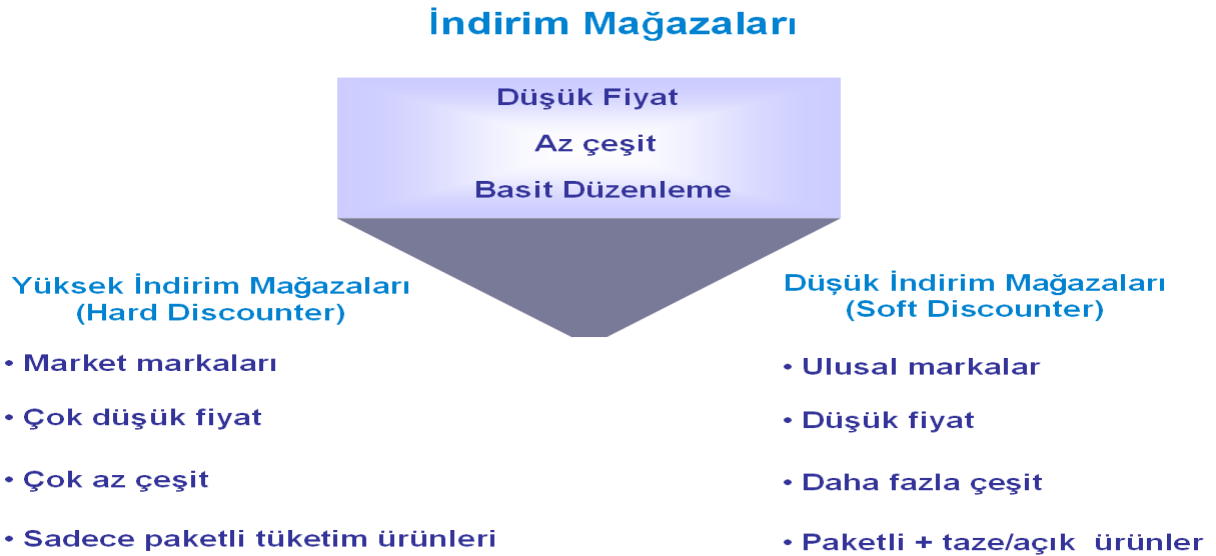 İndirim Mağazaları
Düşük Fiyat
Az çeşit
Basit Düzenleme
Yüksek İndirim Mağazaları
(Hard Discounter)
• Market markaları
• Çok düşük fiyat
• Çok az çeşit
• Sadece paketli tüketim ürünleri
Düşük İndirim Mağazaları
(Soft Discounter)
• Ulusal markalar
• Düşük fiyat
• Daha fazla çeşit
• Paketli + taze/açık ürünler